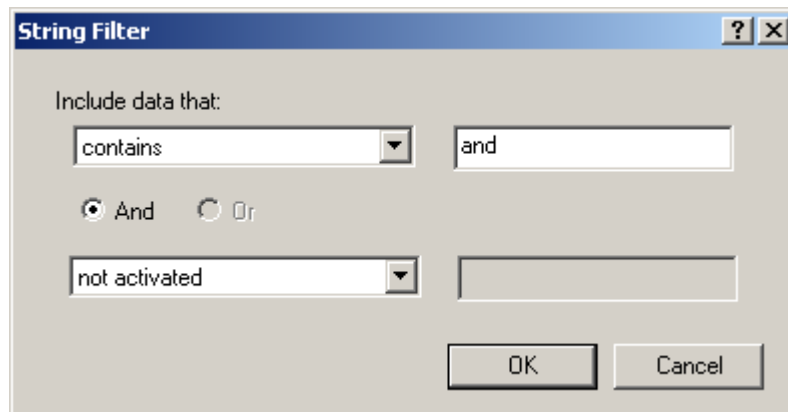 String Filter
Include data that:
contains and
And Or
not activated
OK Cancel